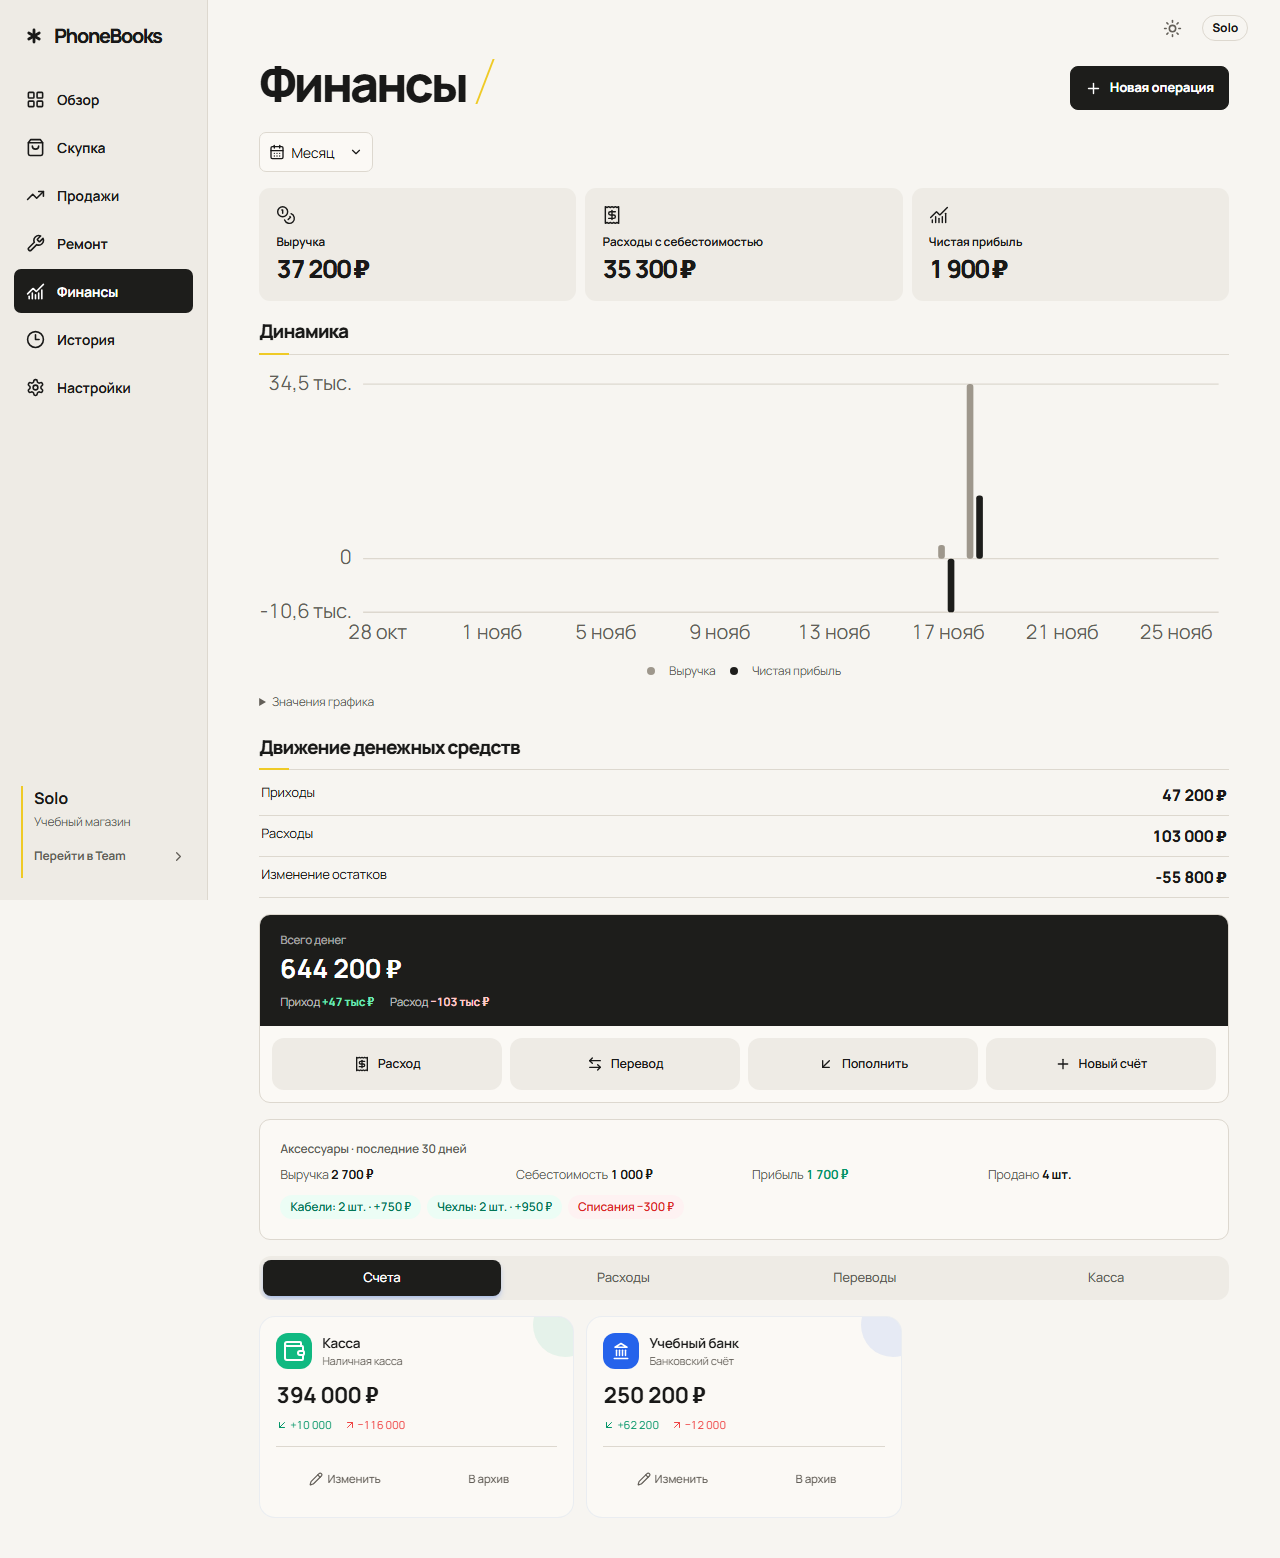 PhoneBooks
Обзор
Скупка
Продажи
Ремонт
Финансы
История
Настройки
Solo
Учебный магазин
Перейти в Team
Solo
Финансы /
Новая операция
Месяц
Выручка
37 200 ₽
Расходы с себестоимостью
35 300 ₽
Чистая прибыль
1 900 ₽
Динамика
34,5 тыс.
0
-10,6 тыс.
28 окт 1 нояб 5 нояб 9 нояб 13 нояб 17 нояб 21 нояб 25 нояб
Выручка Чистая прибыль
Значения графика
Движение денежных средств
Приходы 47 200 ₽
Расходы 103 000 ₽
Изменение остатков -55 800 ₽
Всего денег
644 200 ₽
Приход +47 тыс ₽ Расход −103 тыс ₽
Расход Перевод Пополнить Новый счёт
Аксессуары · последние 30 дней
Выручка 2 700 ₽ Себестоимость 1 000 ₽ Прибыль 1 700 ₽ Продано 4 шт.
Кабели: 2 шт. · +750 ₽ Чехлы: 2 шт. · +950 ₽ Списания −300 ₽
Счета Расходы Переводы Касса
Касса
Наличная касса
394 000 ₽
+10 000 −116 000
Изменить В архив
Учебный банк
Банковский счёт
250 200 ₽
+62 200 −12 000
Изменить В архив